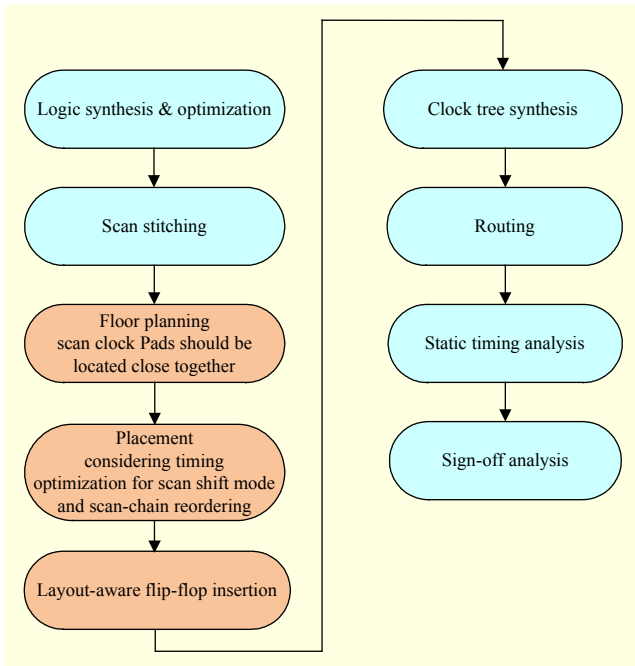 Logic synthesis & optimization
Scan stitching
Floor planning
scan clock Pads should be
located close together
Placement
considering timing
optimization for scan shift mode
and scan-chain reordering
Layout-aware flip-flop insertion
Clock tree synthesis
Routing
Static timing analysis
Sign-off analysis